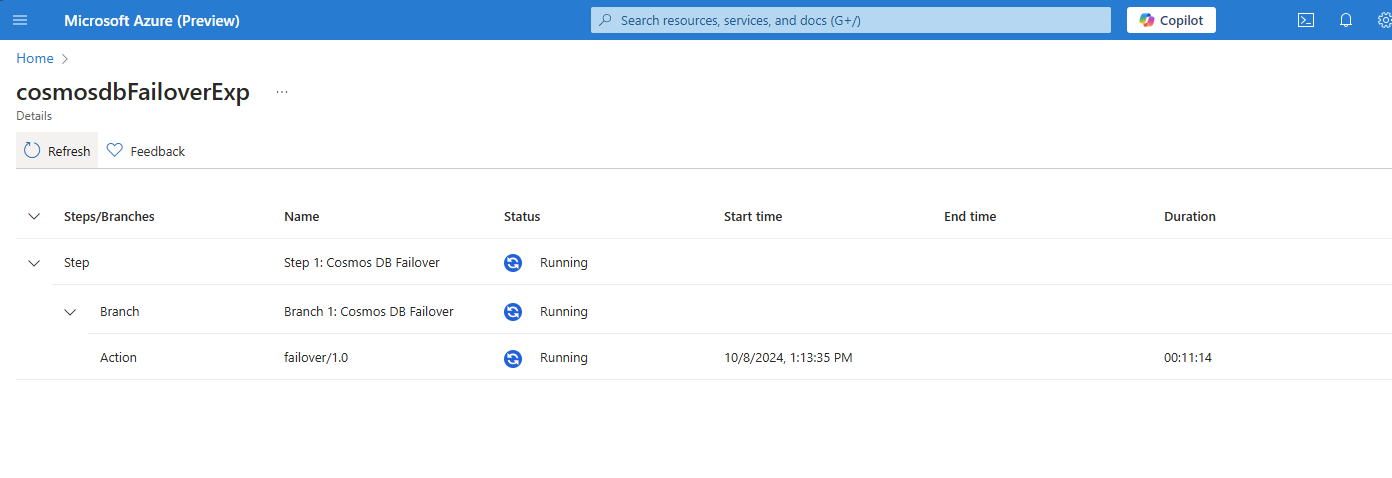 Microsoft Azure (Preview) Search resources, services, and docs (G+/) Copilot
Home
cosmosdbFailoverExp ...
Details
Refresh Feedback
Steps/Branches Name Status Start time End time Duration
Step Step 1: Cosmos DB Failover Running
Branch Branch 1: Cosmos DB Failover Running
Action failover/1.0 Running 10/8/2024, 1:13:35 PM 00:11:14